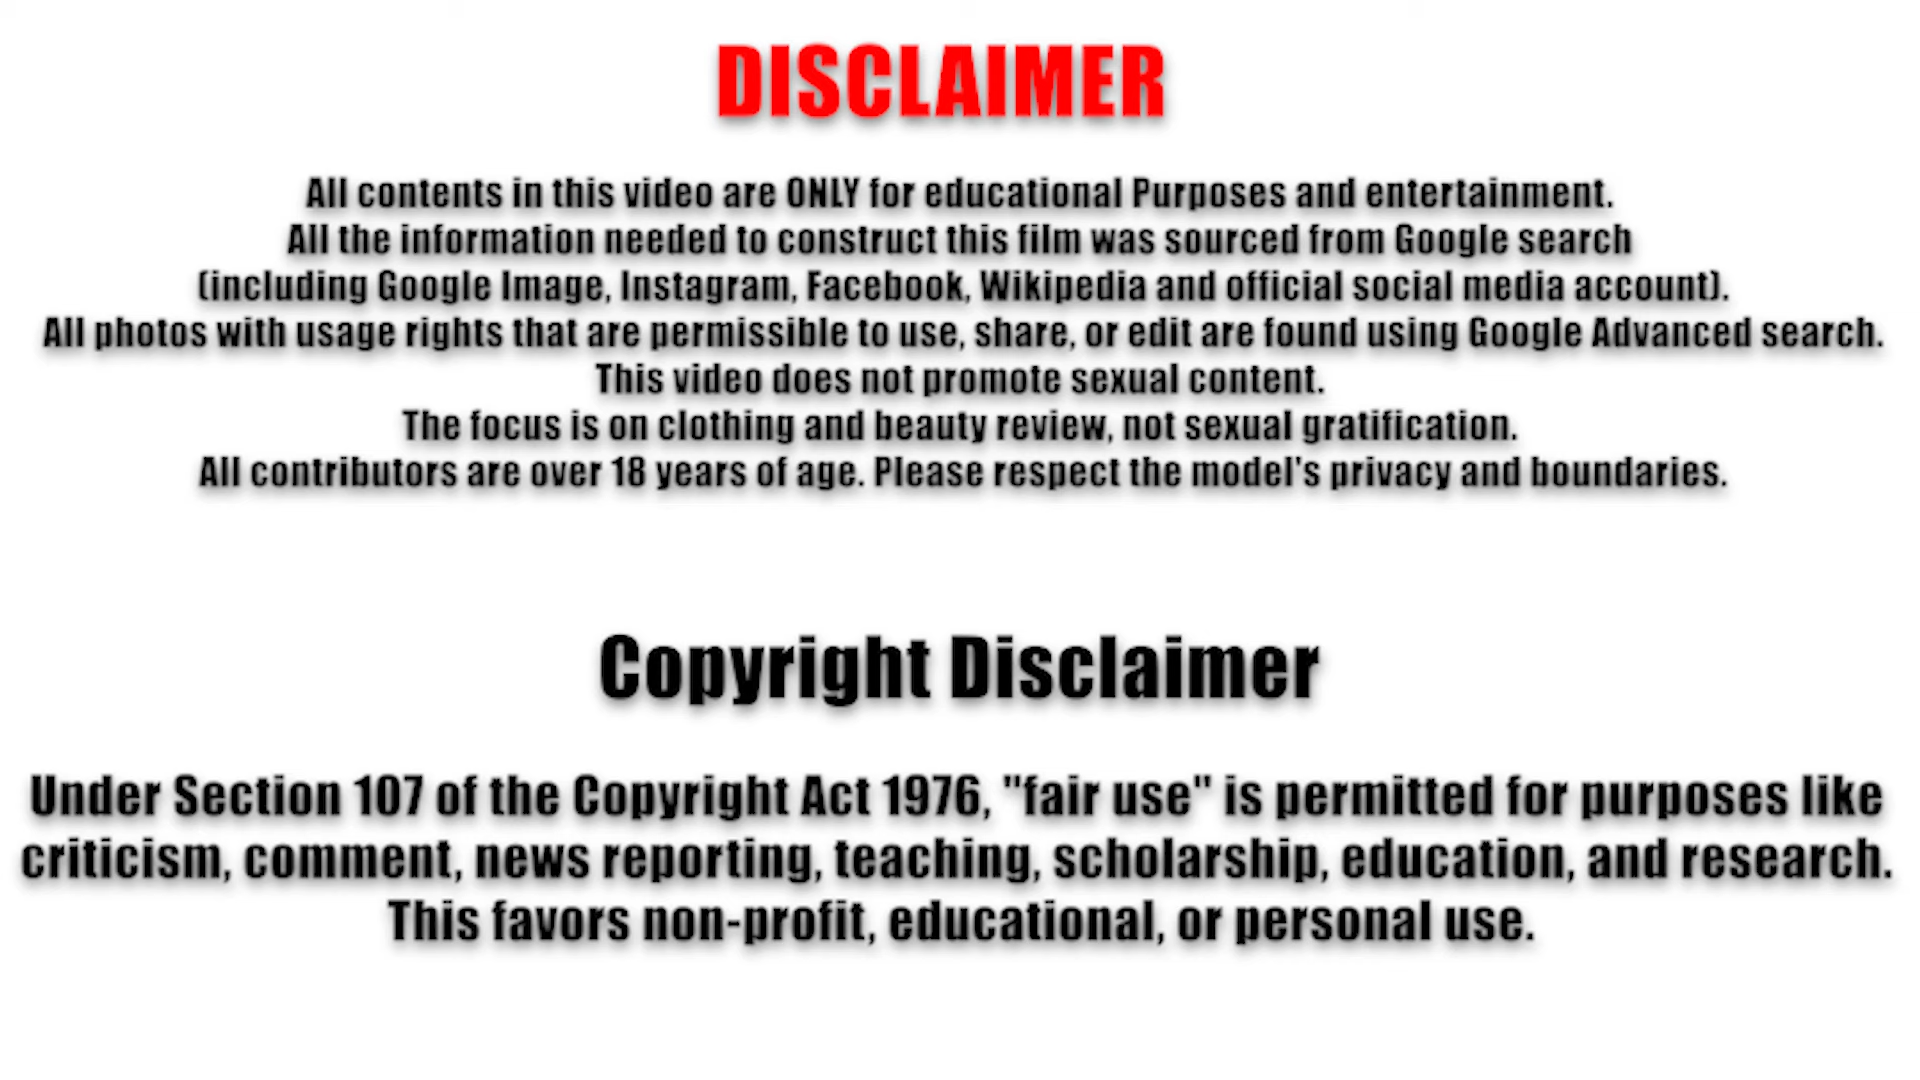 DISCLAIMER
All contents in this video are ONLY for educational Purposes and entertainment.
All the information needed to construct this film was sourced from Google search
(including Google Image, Instagram, Facebook, Wikipedia and official social media account).
All photos with usage rights that are permissible to use, share, or edit are found using Google Advanced search.
This video does not promote sexual content.
The focus is on clothing and beauty review, not sexual gratification.
All contributors are over 18 years of age. Please respect the model's privacy and boundaries.
Copyright Disclaimer
Under Section 107 of the Copyright Act 1976, "fair use" is permitted for purposes like
criticism, comment, news reporting, teaching, scholarship, education, and research.
This favors non-profit, educational, or personal use.